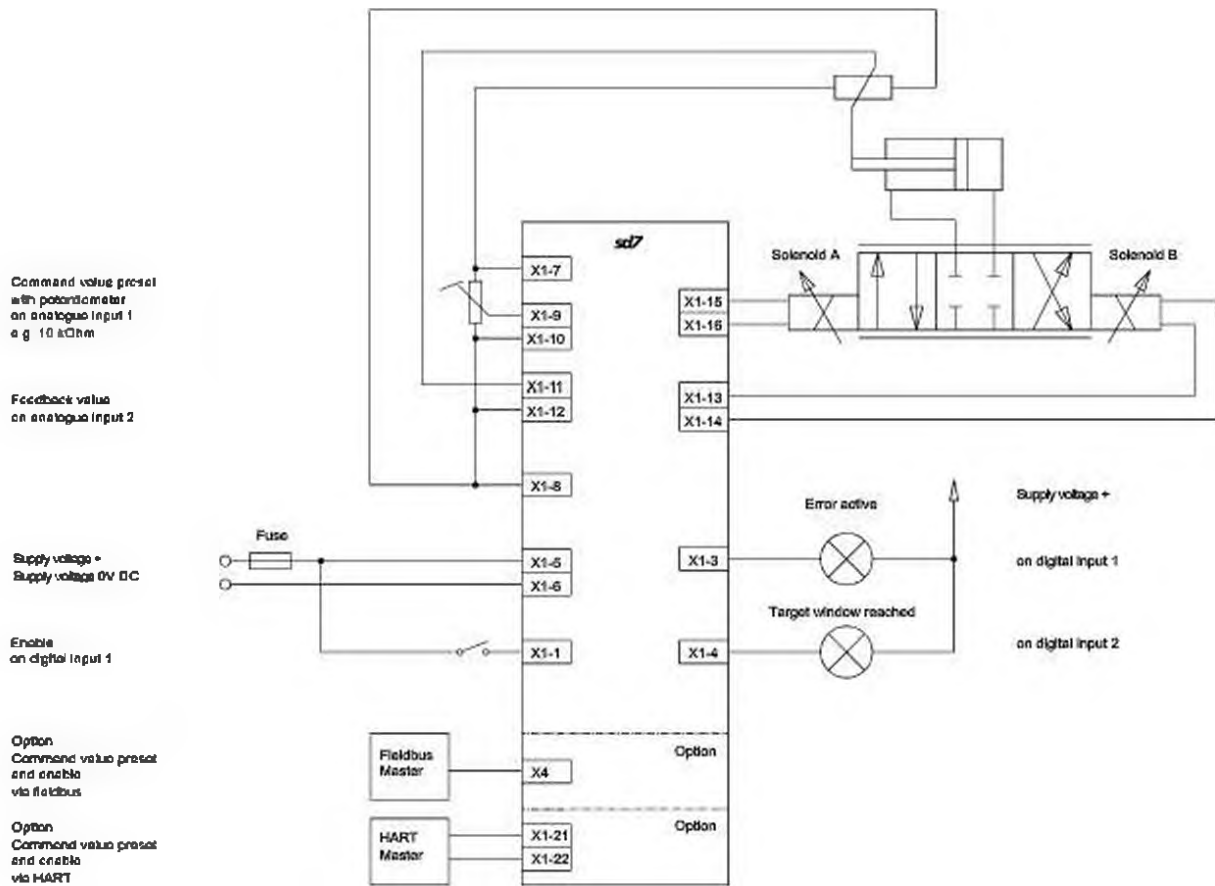 sd7
Solenoid A
Solenoid B
Command value preset
with potentiometer
on analogue input 1
e.g. 10 kOhm
X1-7
X1-9
X1-10
X1-15
X1-16
Feedback value
on analogue input 2
X1-11
X1-12
X1-13
X1-14
X1-8
Fuse
Error active
Supply voltage +
Supply voltage +
Supply voltage 0V DC
X1-5
X1-6
X1-3
on digital input 1
Target window reached
Enable
on digital input 1
X1-1
X1-4
on digital input 2
Option
Command value preset
and enable
via fieldbus
Fieldbus
Master
X4
Option
Option
Command value preset
and enable
via HART
HART
Master
X1-21
X1-22
Option